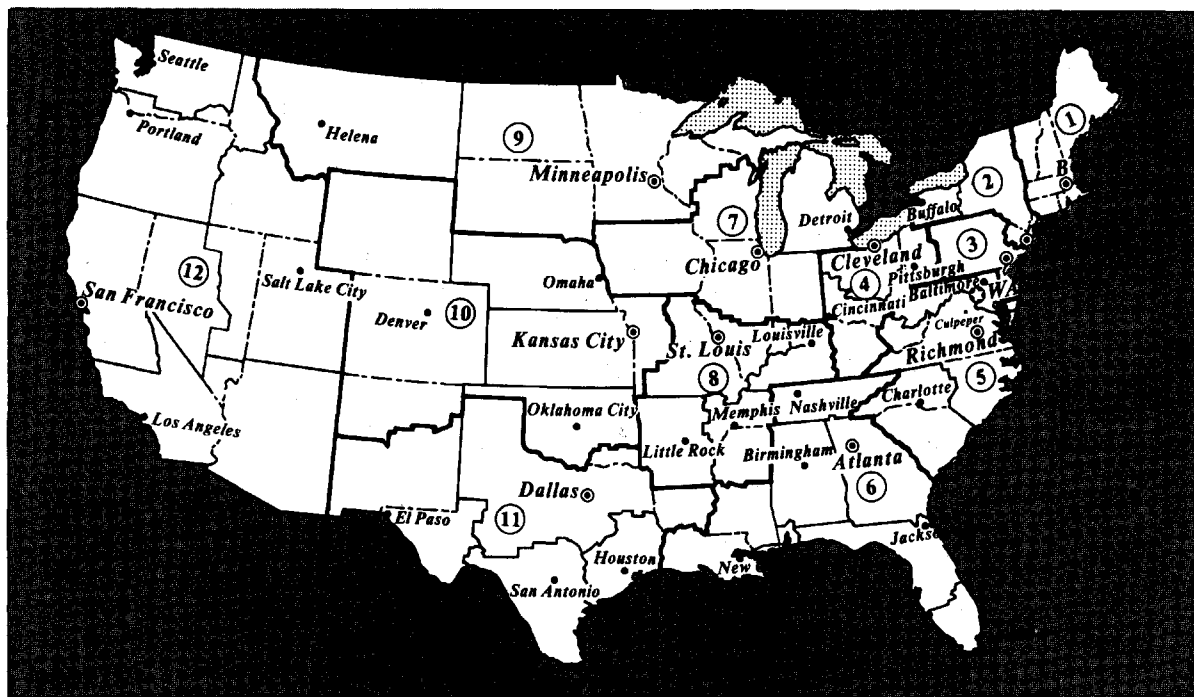 Seattle
Portland
Helena
9
1
Minneapolis
B
2
7
Detroit
Buffalo
3
Chicago
Cleveland
Pittsburgh
4
Cincinnati
Baltimore
WA
12
Salt Lake City
Omaha
San Francisco
Denver
10
Kansas City
St. Louis
Louisville
Culpeper
Richmond
8
5
Los Angeles
Oklahoma City
Memphis
Nashville
Charlotte
Little Rock
Birmingham
Atlanta
6
Dallas
11
El Paso
Houston
San Antonio
New
Jackso